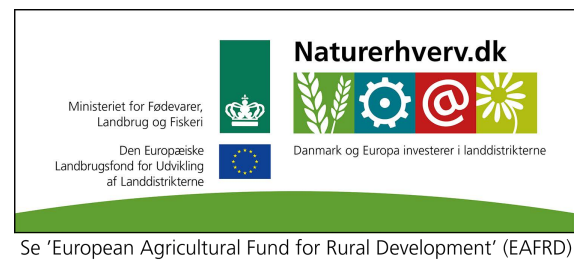 Ministeriet for Fødevarer,
Landbrug og Fiskeri
Den Europæiske
Landbrugsfond for Udvikling
af Landdistrikterne
Naturerhverv.dk
@
Danmark og Europa investerer i landdistrikterne
Se 'European Agricultural Fund for Rural Development' (EAFRD)